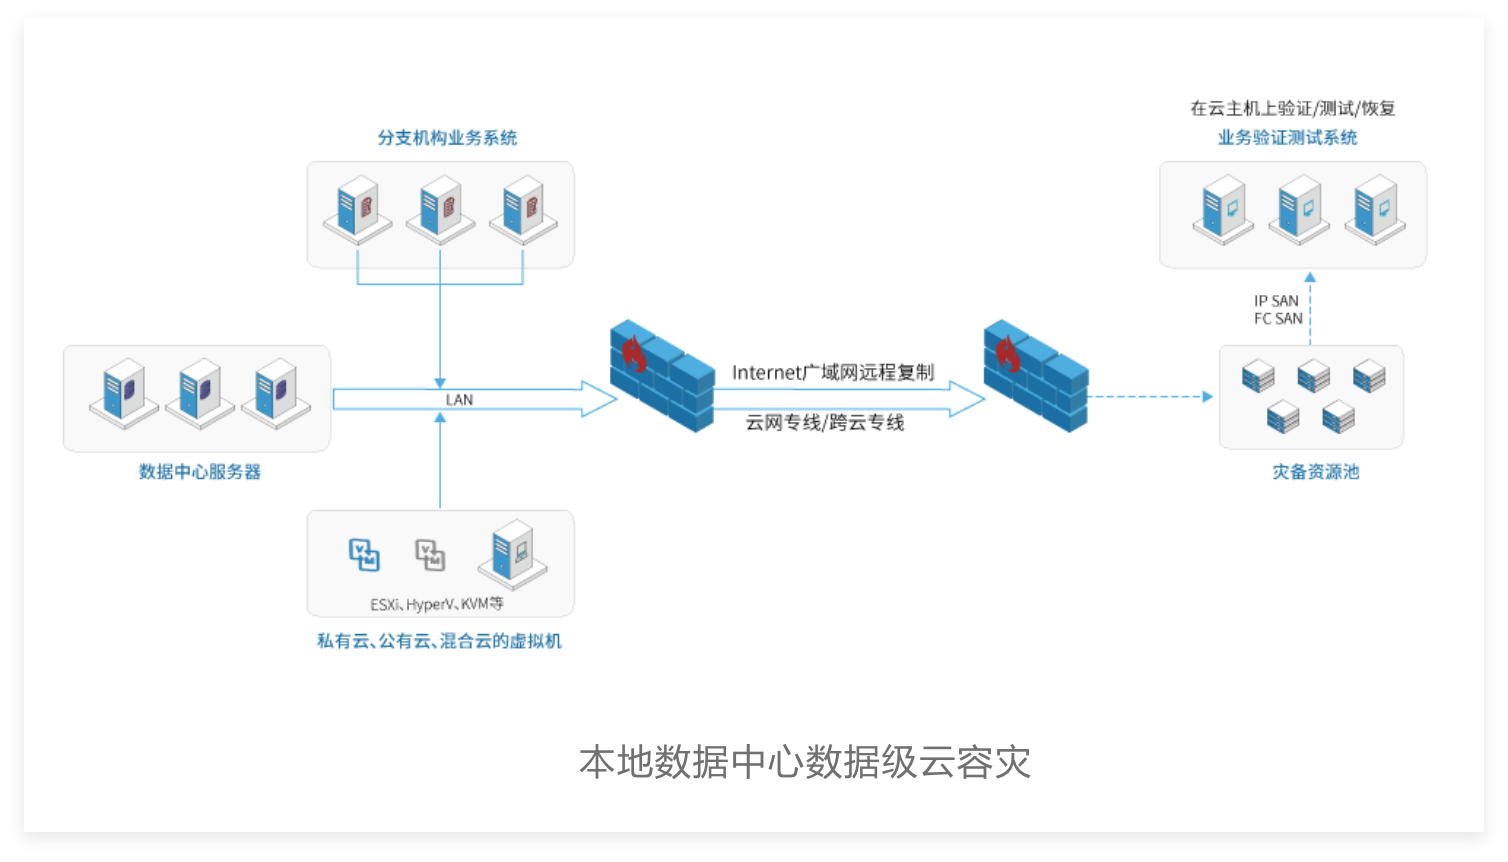 在云主机上验证/测试/恢复
分支机构业务系统
业务验证测试系统
IP SAN
FC SAN
Internet广域网远程复制
LAN
云网专线/跨云专线
数据中心服务器
灾备资源池
VM
VM
ESXi、HyperV、KVM等
私有云、公有云、混合云的虚拟机
本地数据中心数据级云容灾